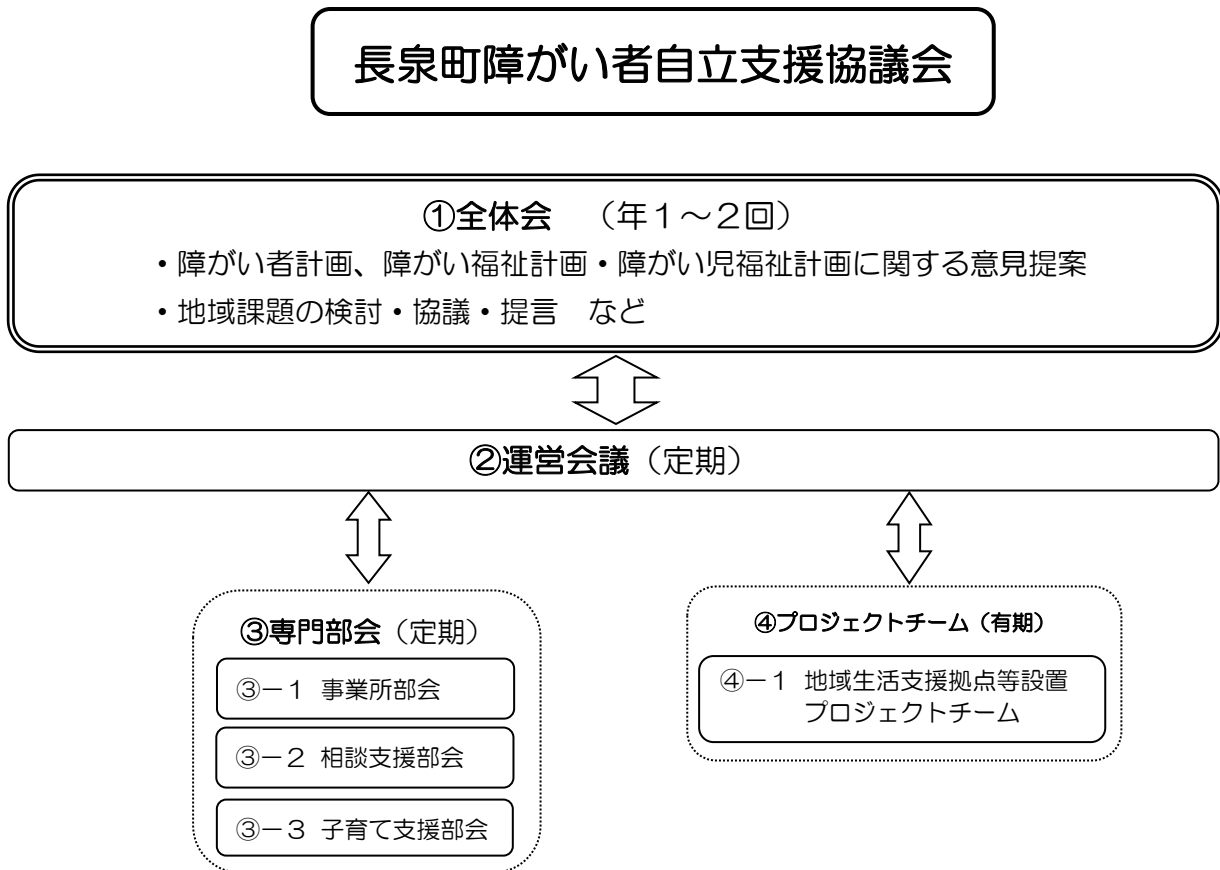 長泉町障がい者自立支援協議会
①全体会　（年１～２回）
・障がい者計画、障がい福祉計画・障がい児福祉計画に関する意見提案
・地域課題の検討・協議・提言　など
②運営会議（定期）
③専門部会（定期）
③－１ 事業所部会
③－２ 相談支援部会
③－３ 子育て支援部会
④プロジェクトチーム（有期）
④－１ 地域生活支援拠点等設置
プロジェクトチーム